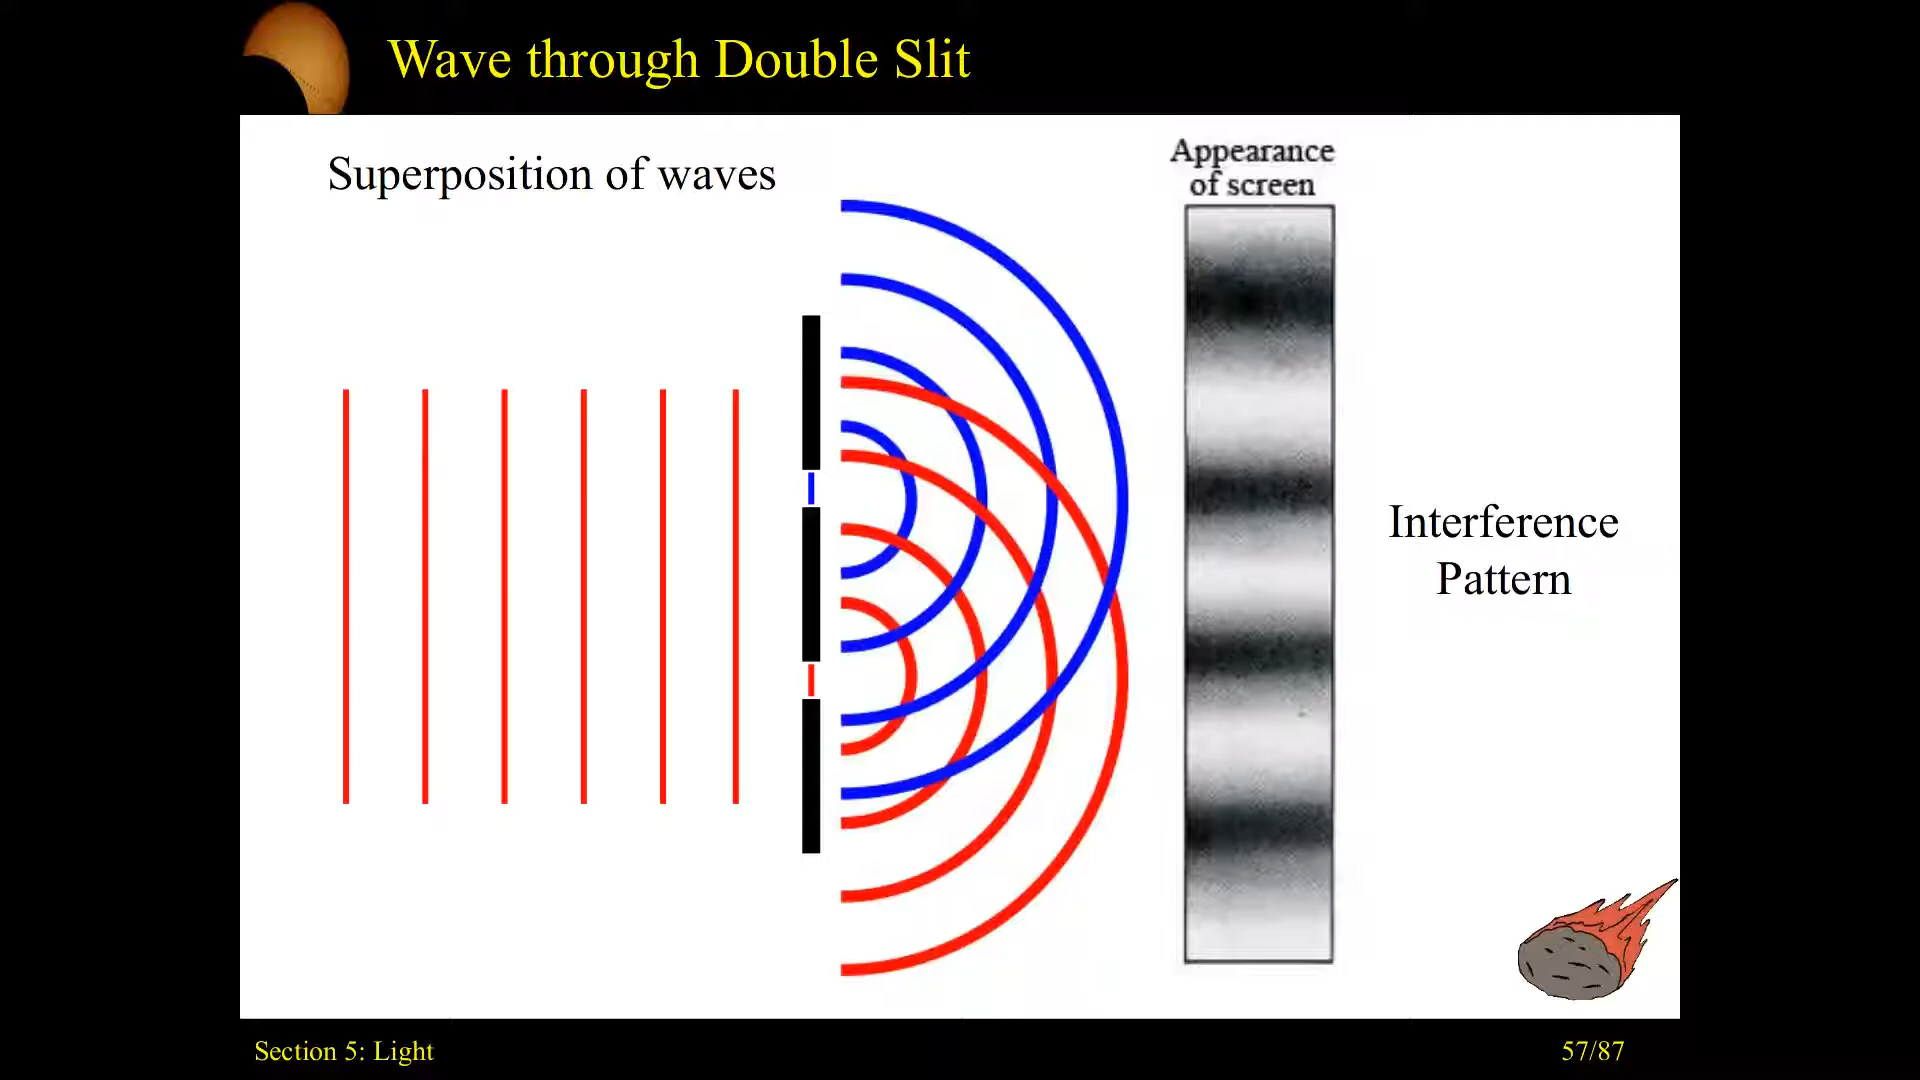 Wave through Double Slit
Superposition of waves
Appearance
of screen
Interference
Pattern
Section 5: Light
57/87